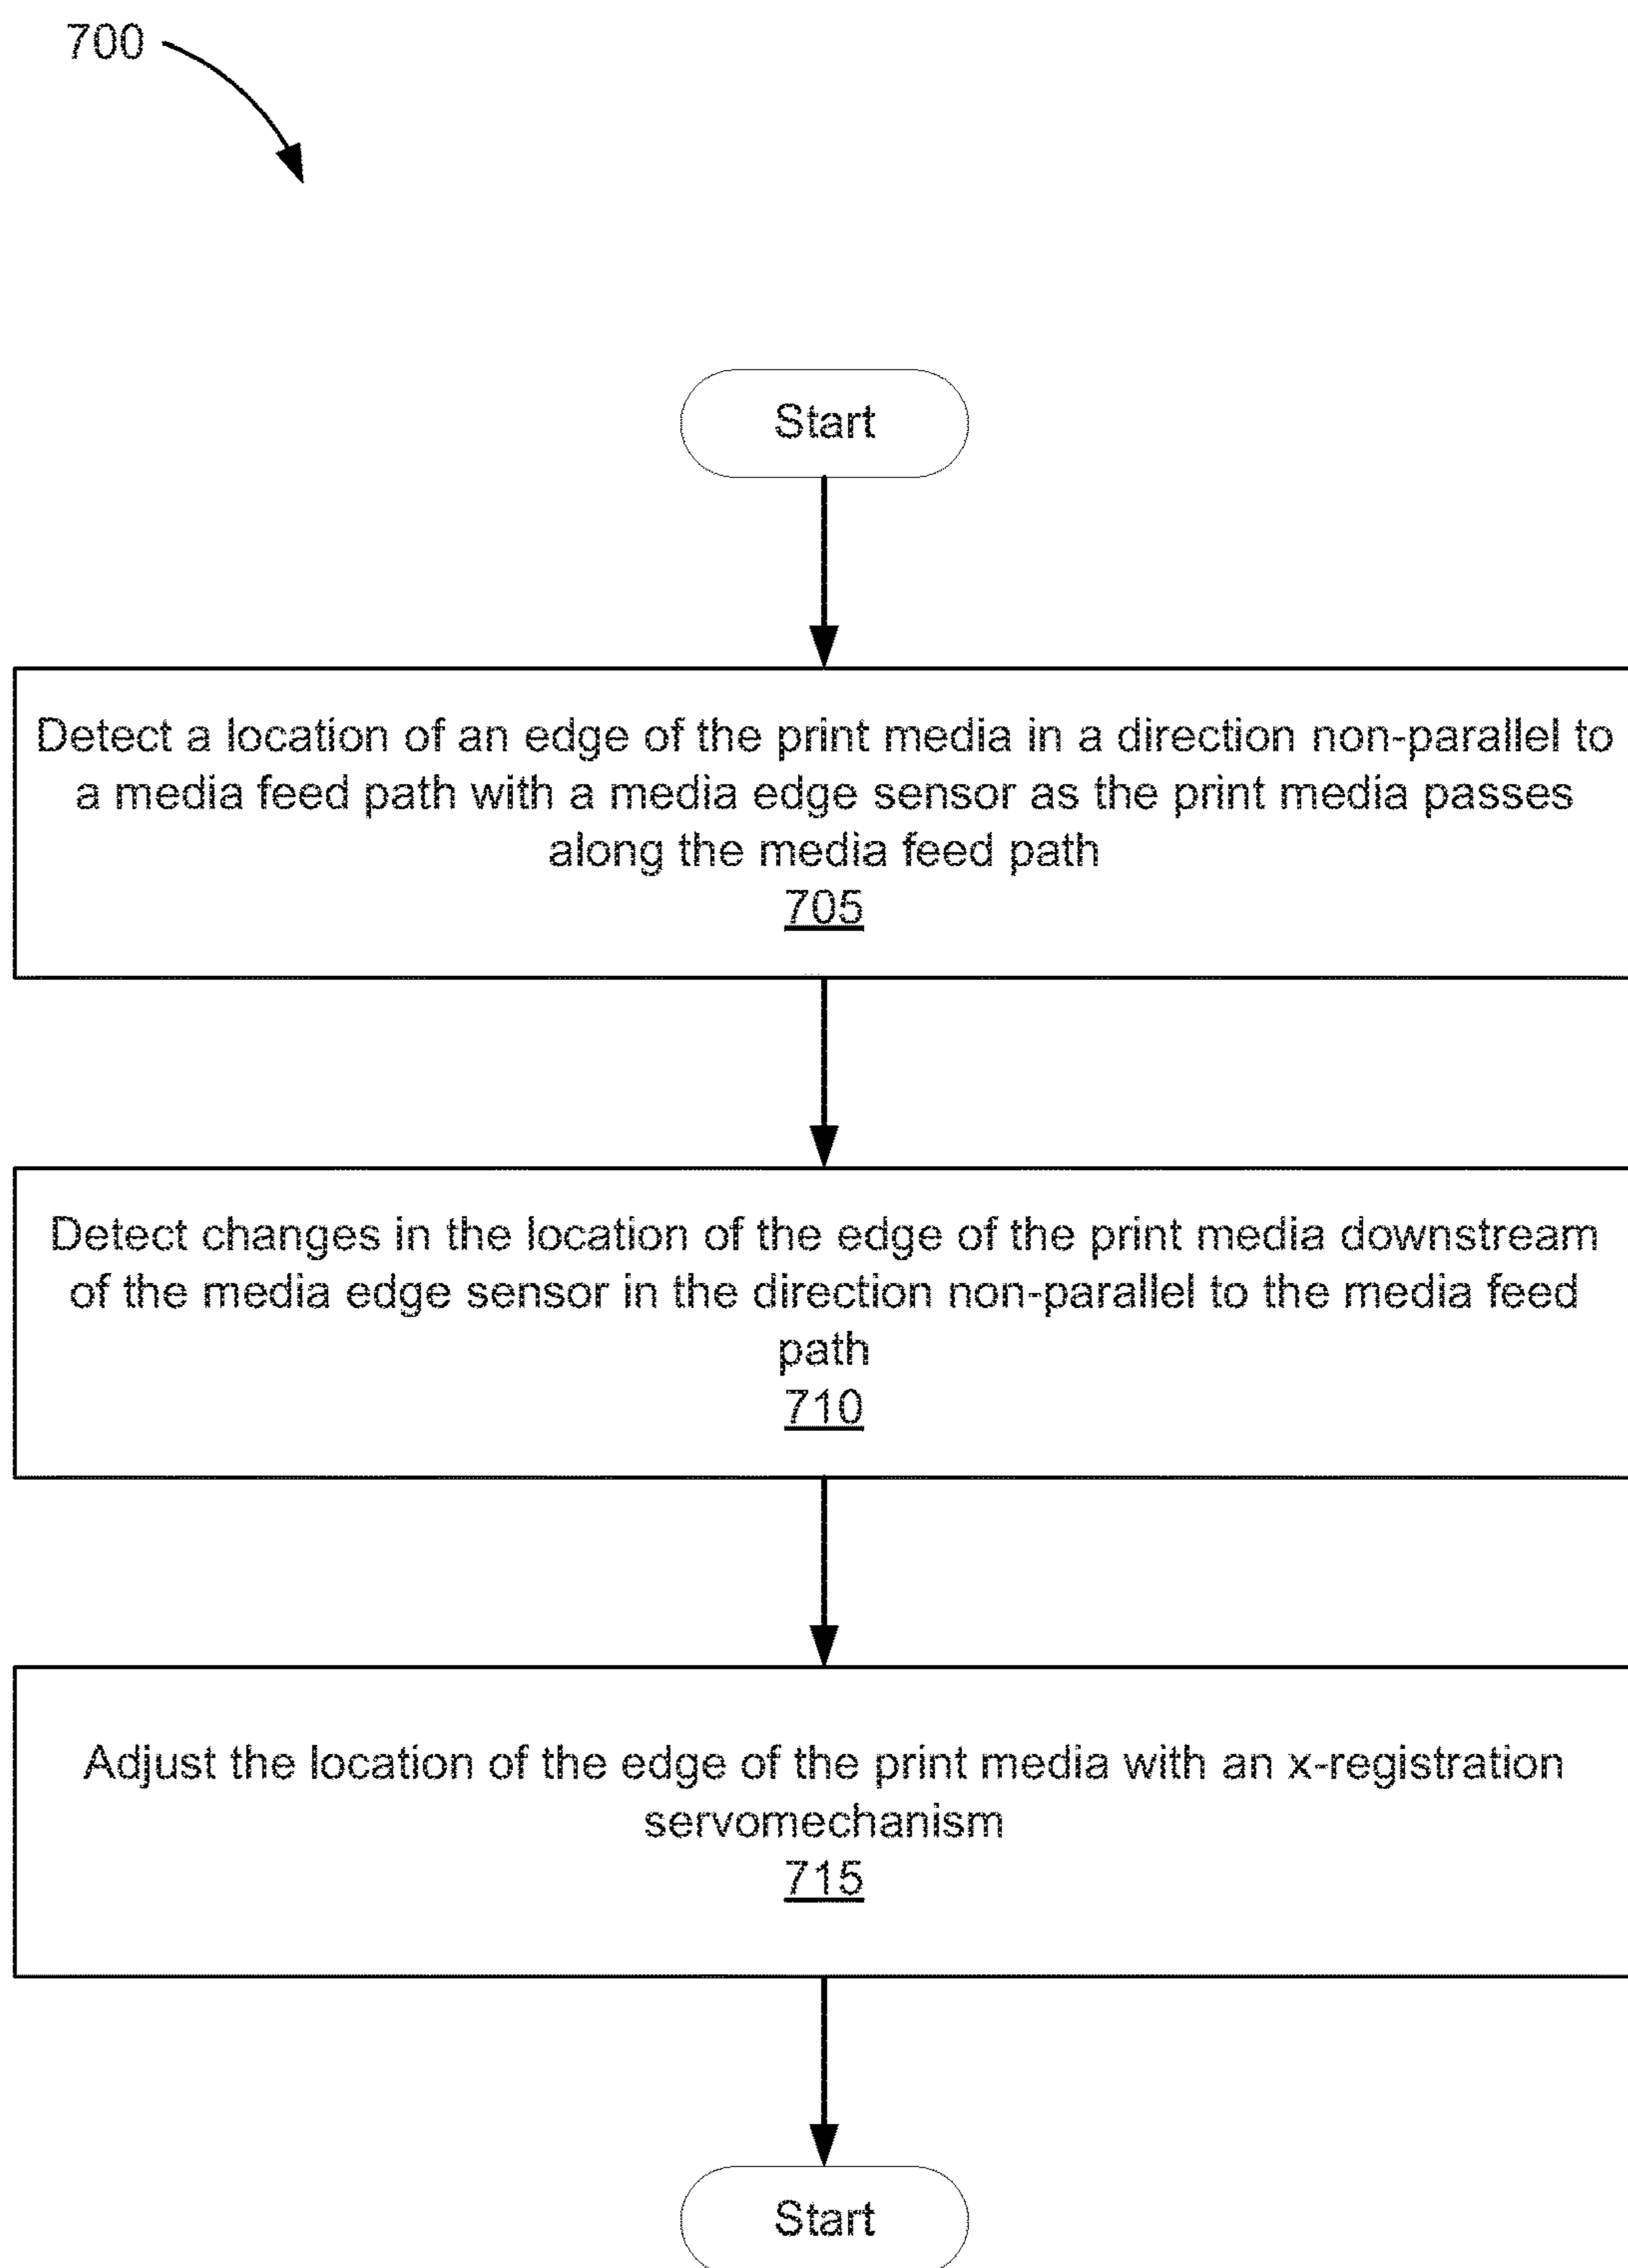 700
Start
Detect a location of an edge of the print media in a direction non-parallel to
a media feed path with a media edge sensor as the print media passes
along the media feed path
705
Detect changes in the location of the edge of the print media downstream
of the media edge sensor in the direction non-parallel to the media feed
path
710
Adjust the location of the edge of the print media with an x-registration
servomechanism
715
Start